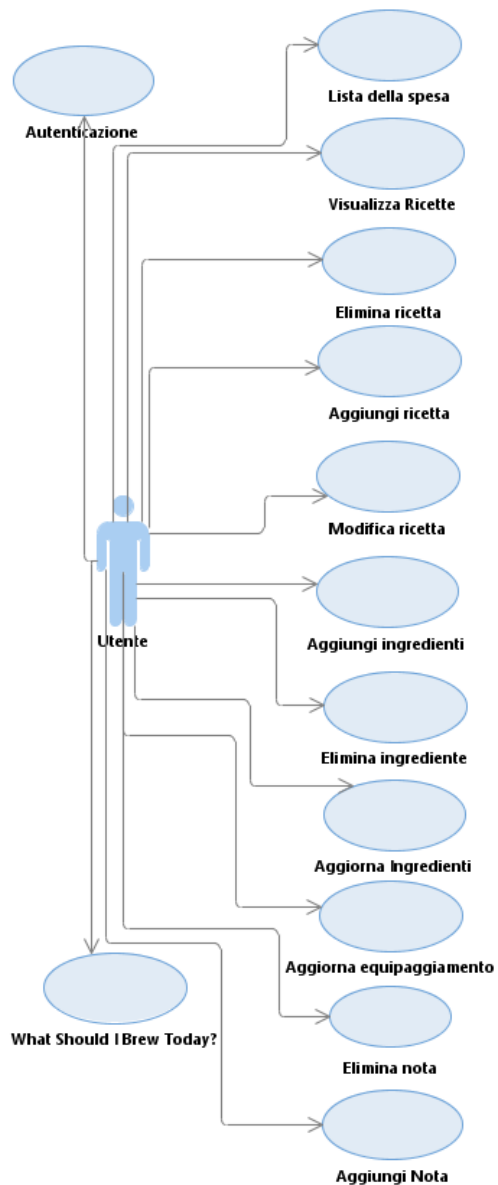 Lista della spesa
Autenticazione
Visualizza Ricette
Elimina ricetta
Aggiungi ricetta
Modifica ricetta
Utente
Aggiungi ingredienti
Elimina ingrediente
Aggiorna Ingredienti
Aggiorna equipaggiamento
What Should I Brew Today?
Elimina nota
Aggiungi Nota